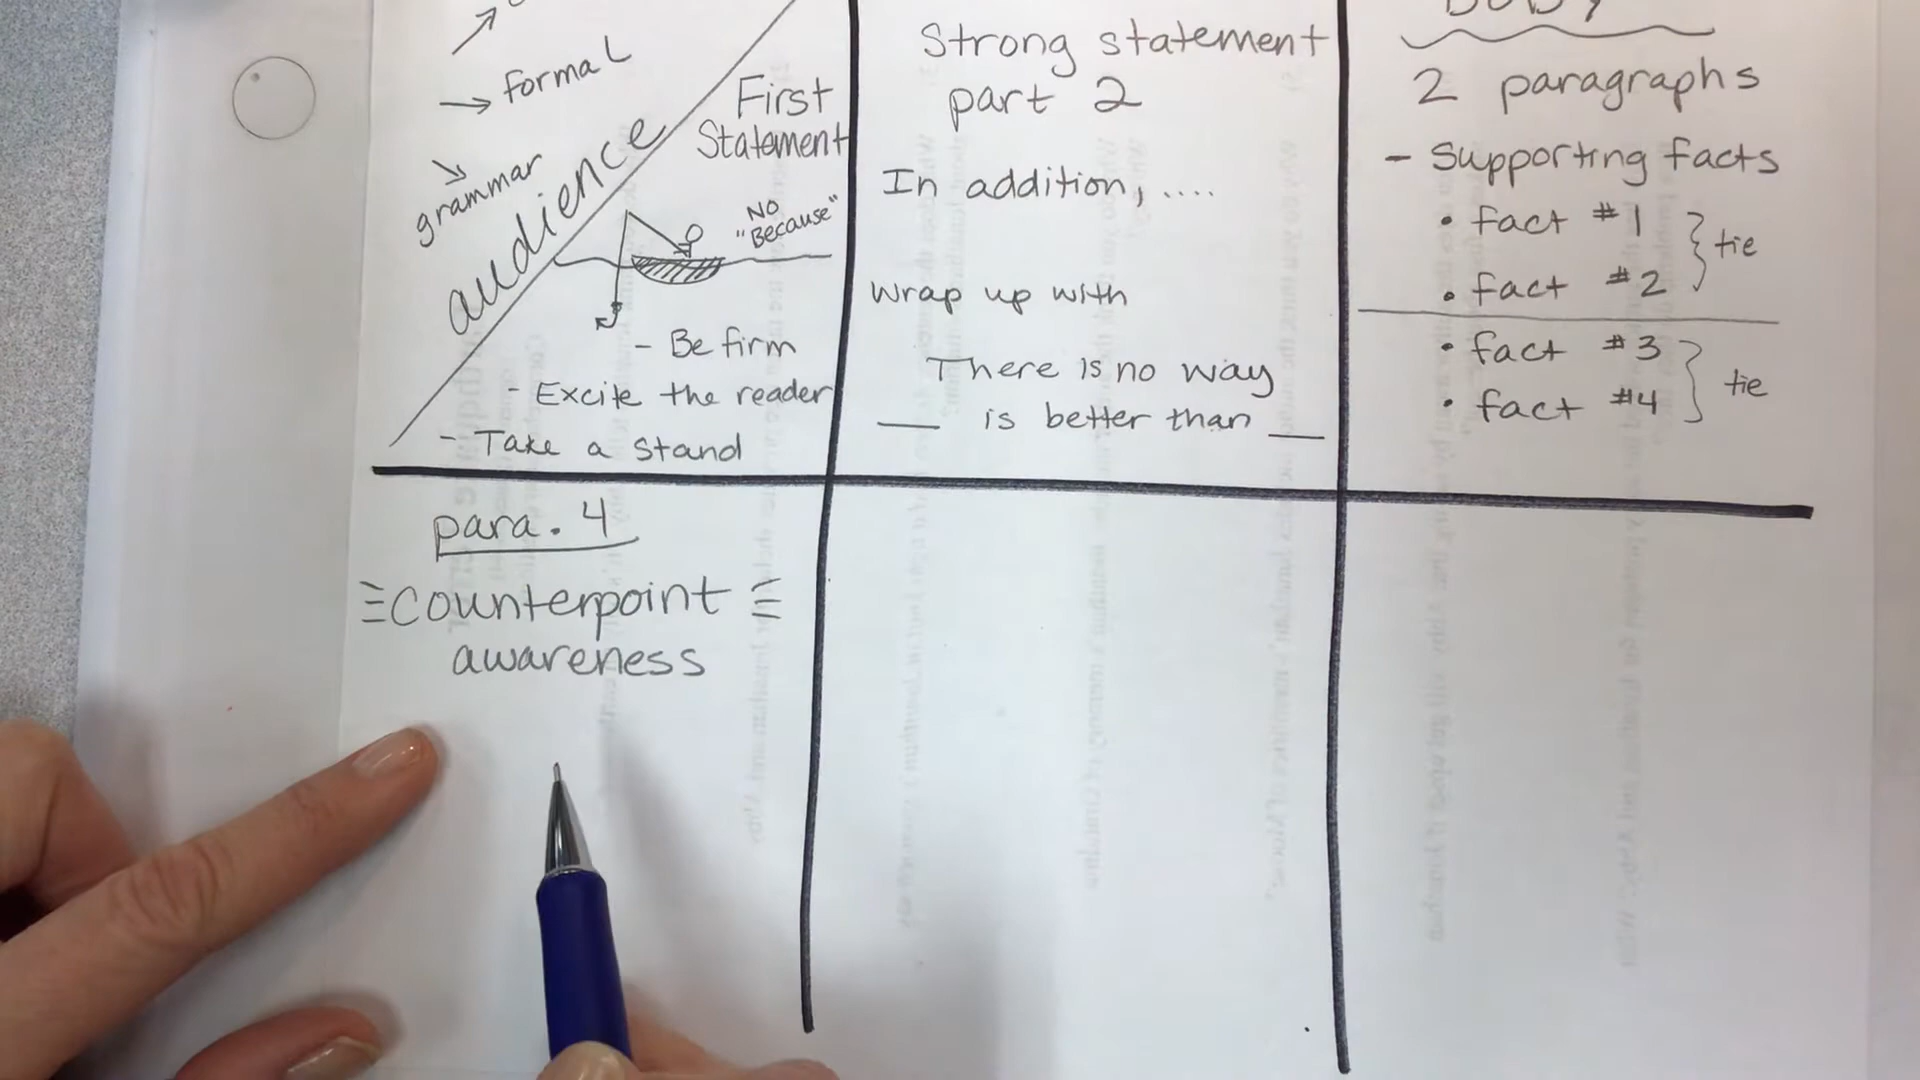 formal
grammar
audience
First
Statement
NO
"Because"
- Be firm
- Excite the reader
- Take a stand
Strong statement
part 2
In addition, ....
Wrap up with
There is no way
___ is better than ___
BODY
2 paragraphs
- Supporting facts
• fact #1
• fact #2
tie
• fact #3
• fact #4
tie
para. 4
counterpoint
awareness